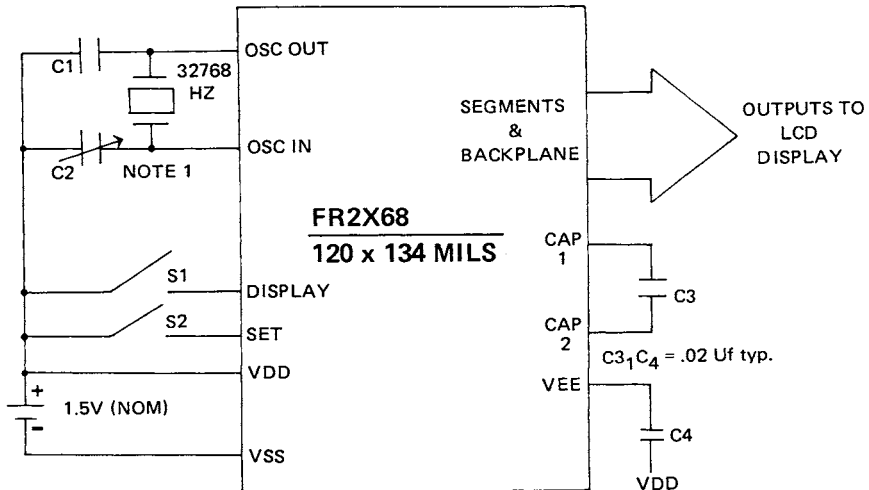 C1
OSC OUT
32768
HZ
C2
NOTE 1
OSC IN
SEGMENTS
&
BACKPLANE
OUTPUTS TO
LCD
DISPLAY
FR2X68
120 x 134 MILS
CAP
1
C3
CAP
2
C3₁C₄ = .02 Uf typ.
S1
DISPLAY
S2
SET
VDD
+
1.5V (NOM)
-
VSS
VEE
C4
VDD